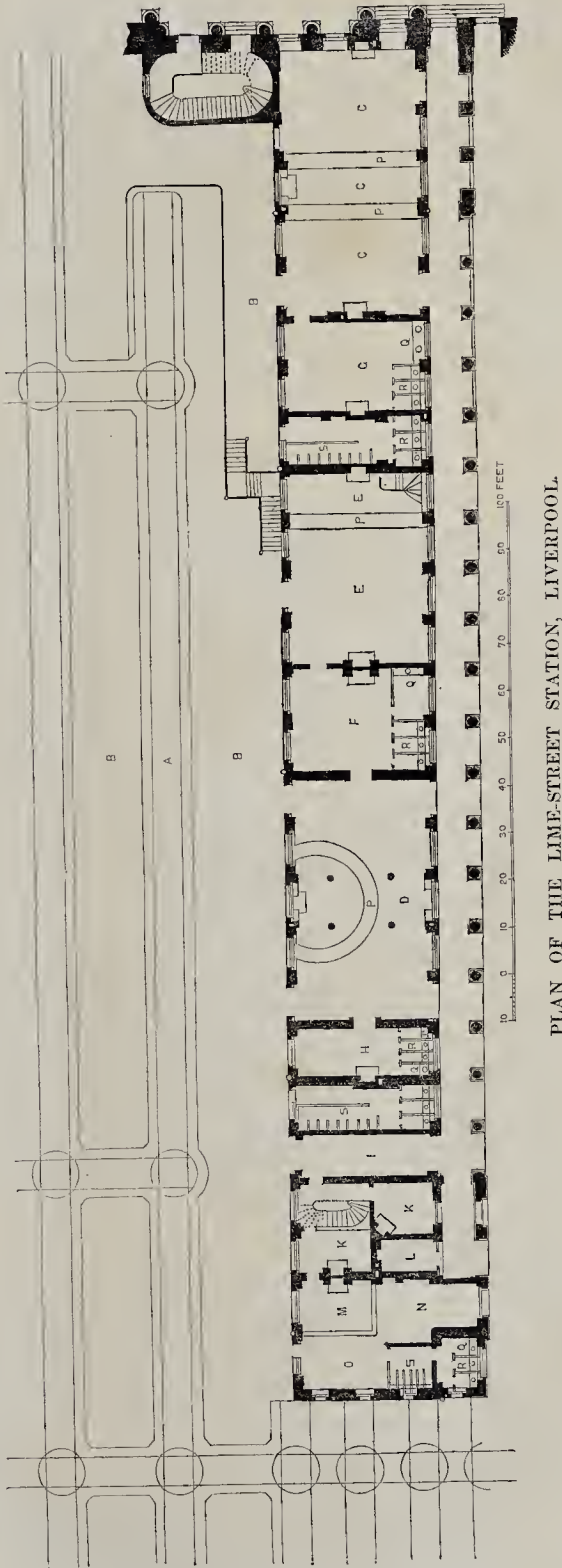 B
A
B B
O M K I S H P D F E P E S G C P C P C
S N L K Q R R Q R R Q
10 0 10 20 30 40 50 60 70 80 90 100 FEET
PLAN OF THE LIME-STREET STATION, LIVERPOOL.